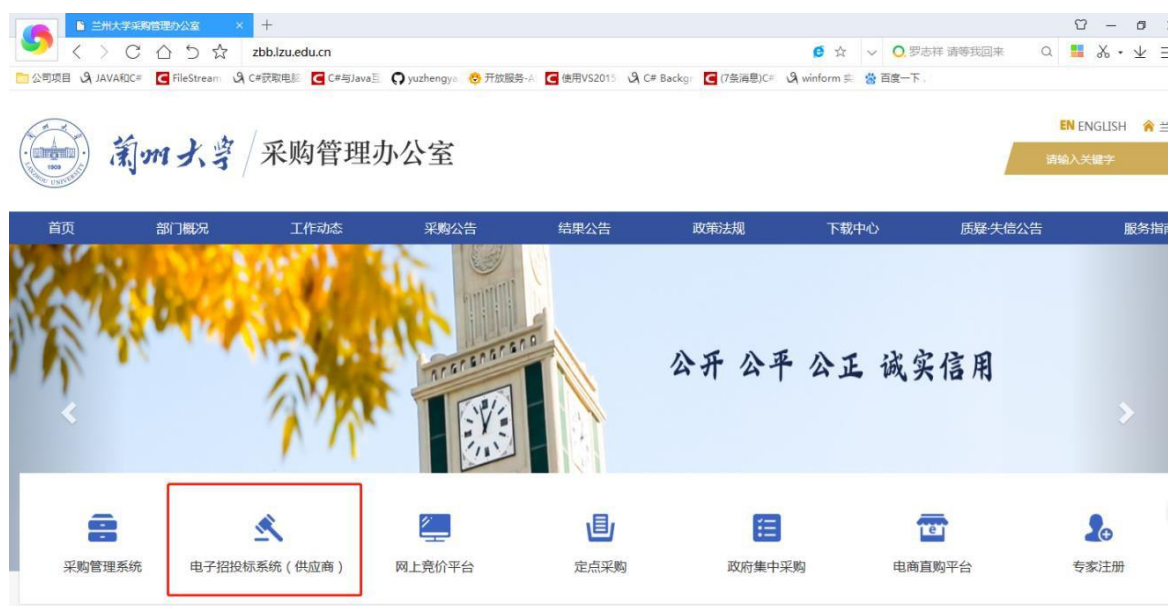 兰州大学采购管理办公室
zbb.lzu.edu.cn
罗志祥 请等我回来
公司项目 JAVA和C# FileStream C#获取电脑 C#与Java互 yuzhengya 开放服务-A 使用VS2015 C# Backgr (7条消息)C# winform 实 百度一下，
EN ENGLISH
LANZHOU UNIVERSITY
1909
兰州大学 采购管理办公室
请输入关键字
首页 部门概况 工作动态 采购公告 结果公告 政策法规 下载中心 质疑·失信公告 服务指南
公开 公平 公正 诚实信用
采购管理系统 电子招投标系统（供应商） 网上竞价平台 定点采购 政府集中采购 电商直购平台 专家注册